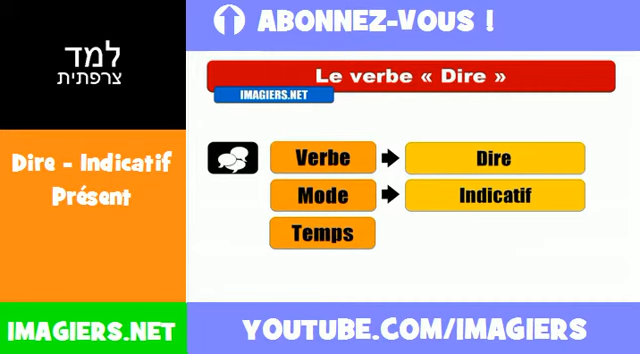 למד
צרפתית
Dire - Indicatif
Présent
IMAGIERS.NET
ABONNEZ-VOUS !
Le verbe « Dire »
IMAGIERS.NET
Verbe Dire
Mode Indicatif
Temps
YOUTUBE.COM/IMAGIERS